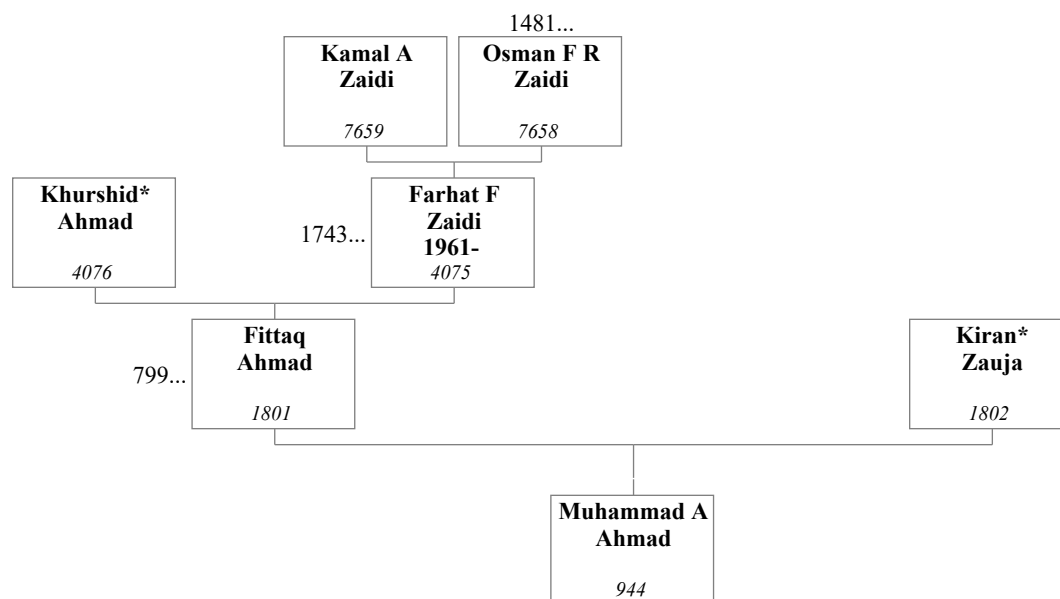 1481...
Kamal A
Zaidi
7659
Osman F R
Zaidi
7658
Khurshid*
Ahmad
4076
1743...
Farhat F
Zaidi
1961-
4075
799...
Fittaq
Ahmad
1801
Kiran*
Zauja
1802
Muhammad A
Ahmad
944